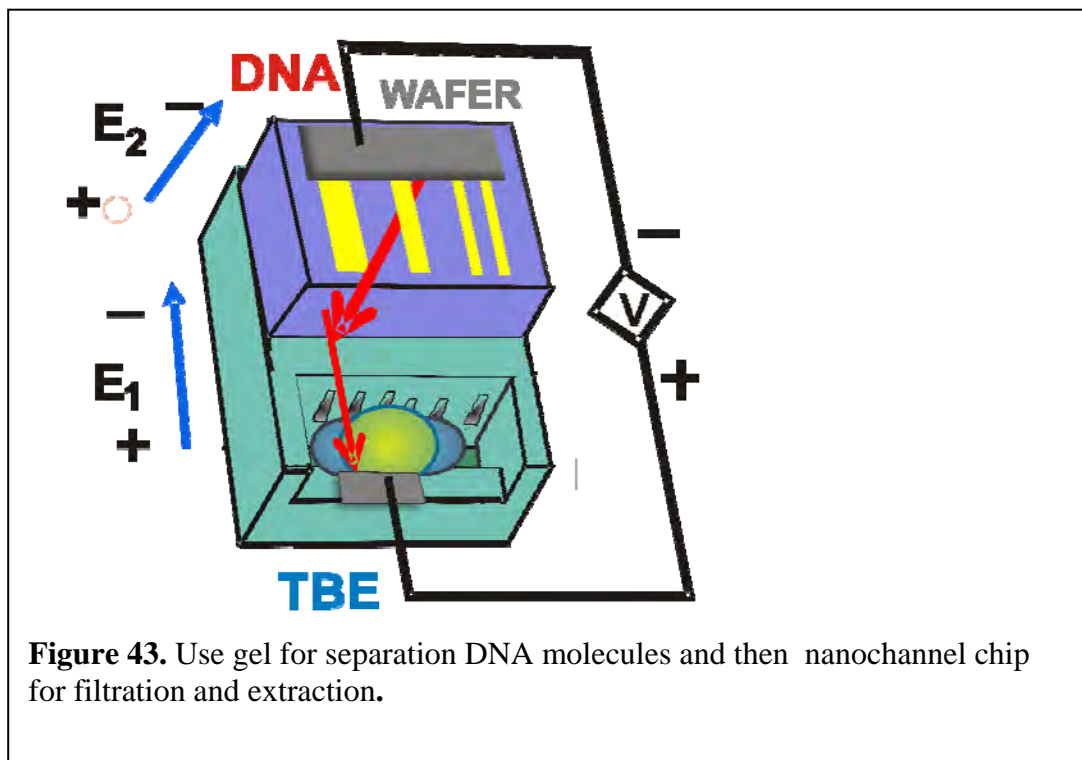 DNA
WAFER
E2
−
+
−
−
E1
+
V
+
TBE
Figure 43. Use gel for separation DNA molecules and then nanochannel chip
for filtration and extraction.